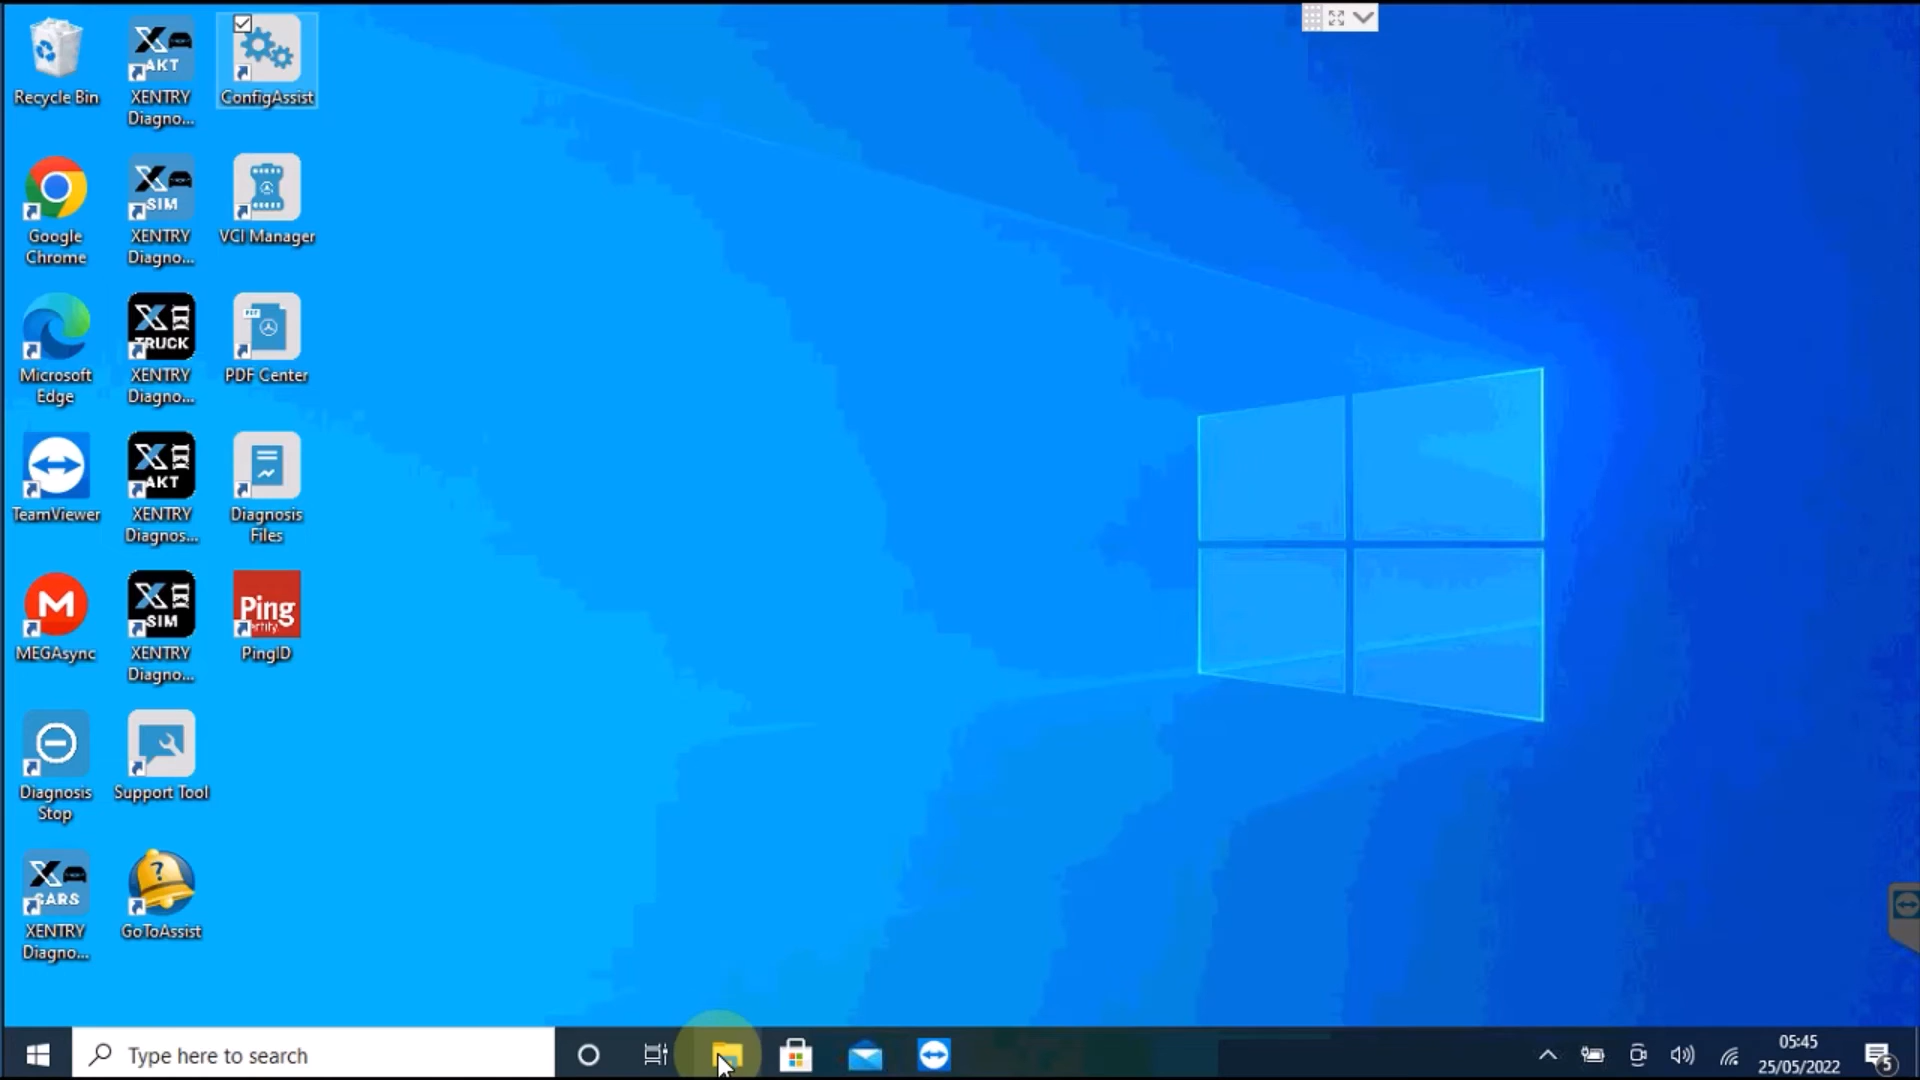 Recycle Bin
X
AKT
XENTRY
Diagno...
ConfigAssist
Google
Chrome
X
SIM
XENTRY
Diagno...
VCI Manager
Microsoft
Edge
X
TRUCK
XENTRY
Diagno...
PDF
PDF Center
TeamViewer
X
AKT
XENTRY
Diagnos...
Diagnosis
Files
M
MEGAsync
X
SIM
XENTRY
Diagno...
Ping
PingID
Diagnosis
Stop
Support Tool
X
CARS
XENTRY
Diagno...
?
GoToAssist
Type here to search
05:45
25/05/2022
5